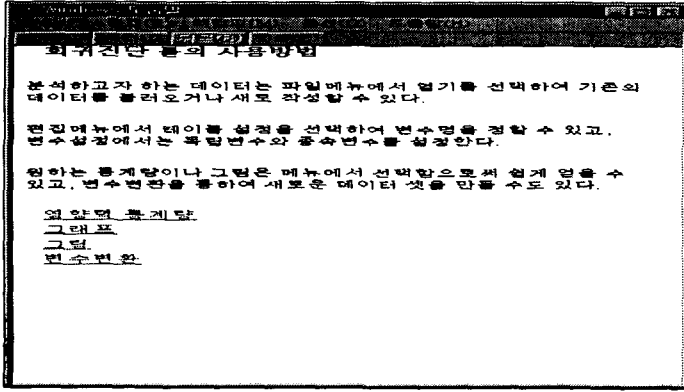 회귀진단 툴의 사용방법
분석하고자 하는 데이터는 파일메뉴에서 열기를 선택하여 기존의
데이터를 불러오거나 새로 작성할 수 있다.
편집메뉴에서 테이블 설정을 선택하여 변수명을 정할 수 있고,
변수설정에서는 독립변수와 종속변수를 설정한다.
원하는 통계량이나 그림은 메뉴에서 선택함으로써 쉽게 얻을 수
있고, 변수변환을 통하여 새로운 데이터 셋을 만들 수도 있다.
영향력 통계량
그래프
그림
변수변환